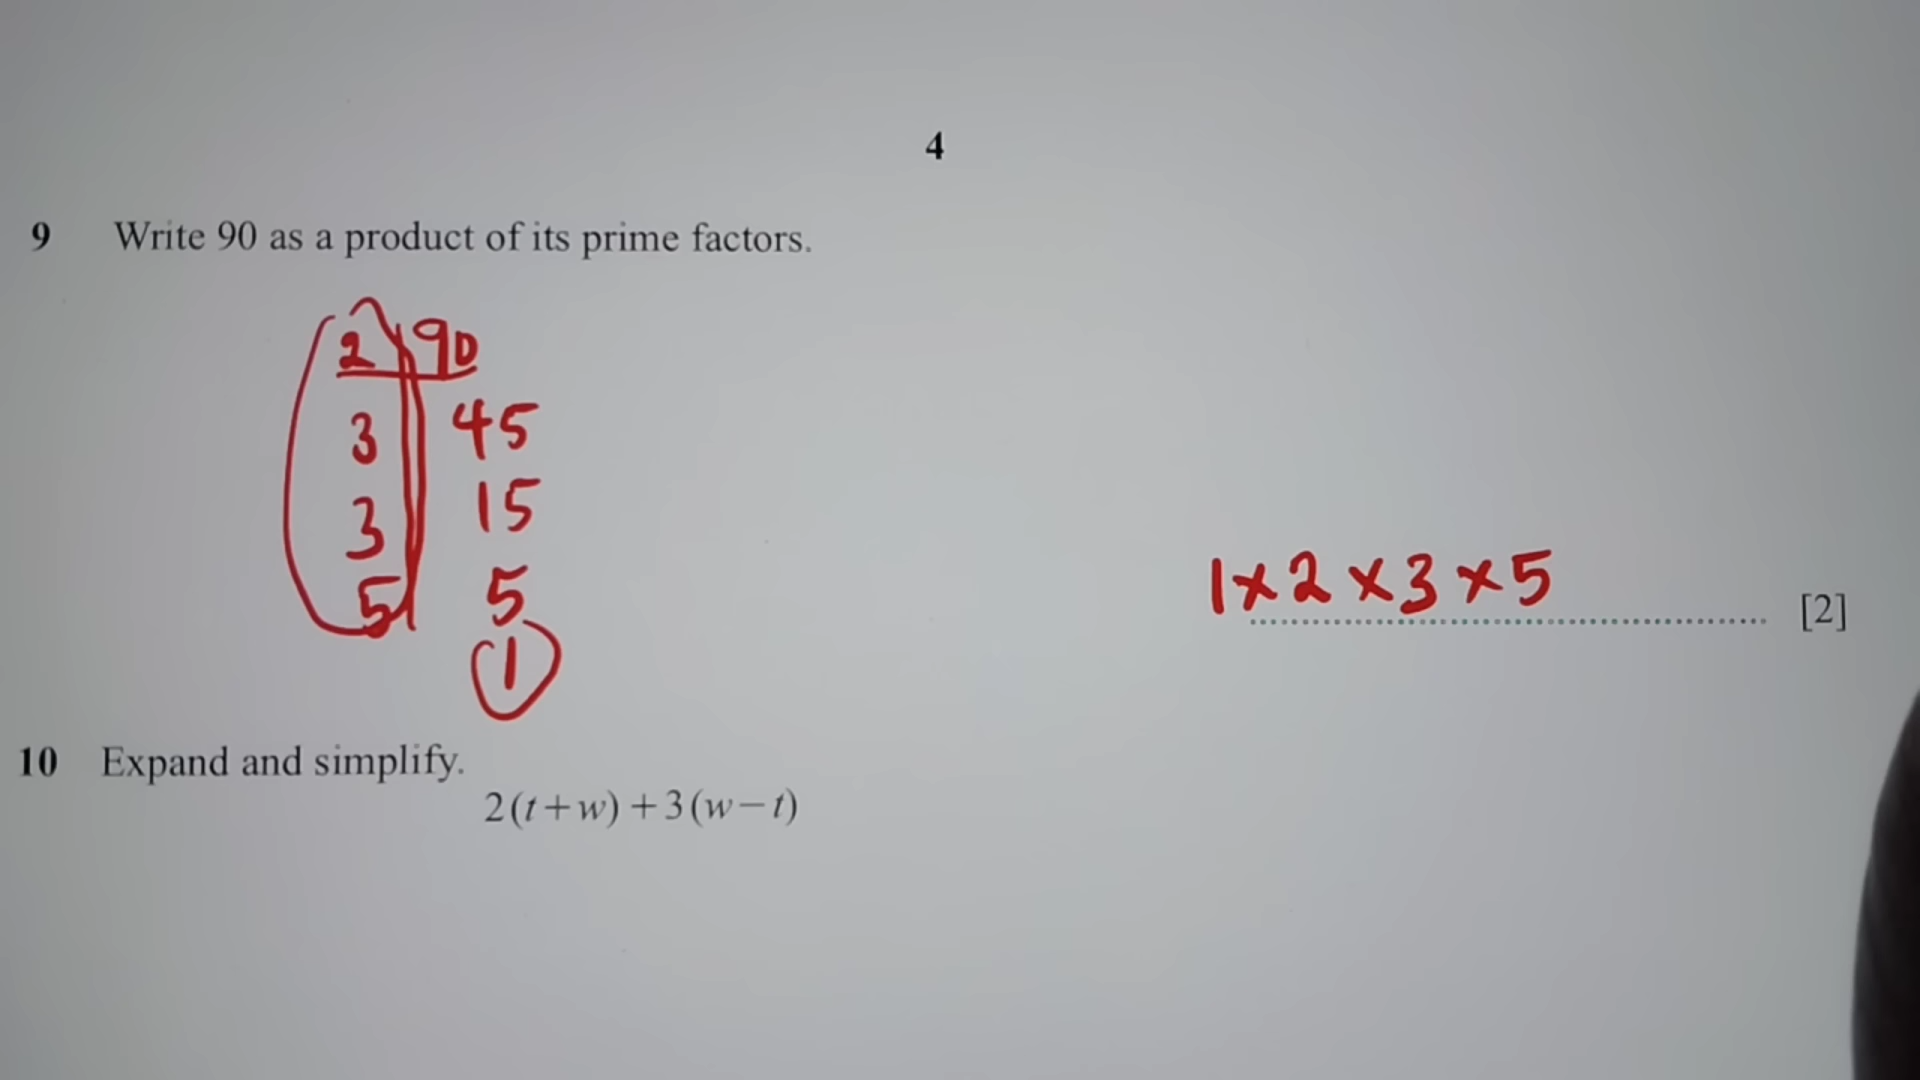 4
9 Write 90 as a product of its prime factors.
2 90
3 45
3 15
5 5
1
1 × 2 × 3 × 5 [2]
10 Expand and simplify.
2(t+w)+3(w−t)